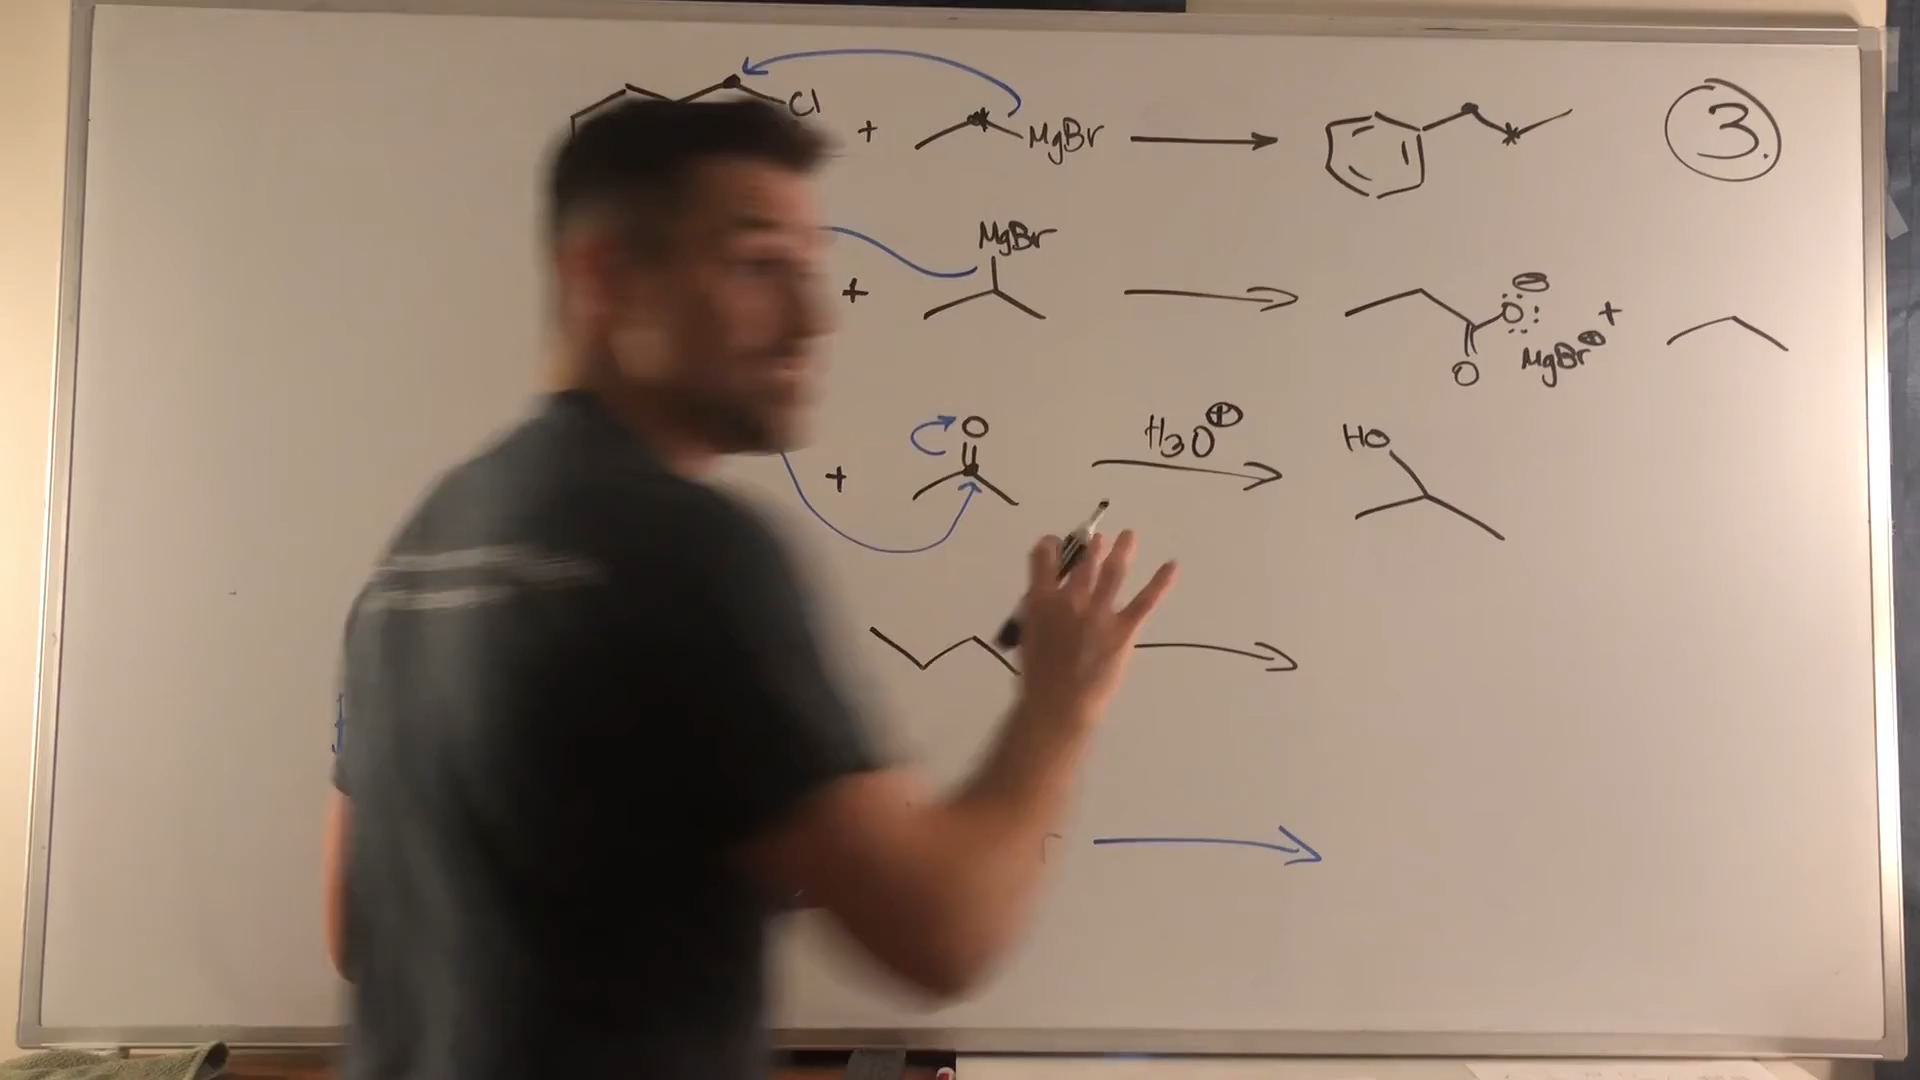 Cl
+ MgBr
3.
MgBr
+
O ⊖
O
MgBr⊕ +
+ O
H3O⊕
HO